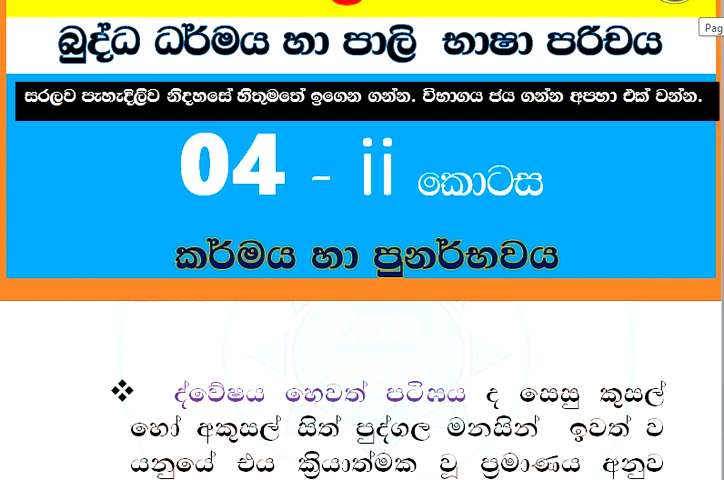 Pag
බුද්ධ ධර්මය හා පාලි භාෂා පරිචය
සරලව පැහැදිලිව නිදහසේ හිතුමතේ ඉගෙන ගන්න. විභාගය ජය ගන්න අපහා එක් වන්න.
04 - ii කොටස
කර්මය හා පුනර්භවය
❖ ද්වේෂය හෙවත් පටිඝය ද සෙසු කුසල්
හෝ අකුසල් සිත් පුද්ගල මනසින් ඉවත් ව
යනුයේ එය ක්‍රියාත්මක වූ ප්‍රමාණය අනුව